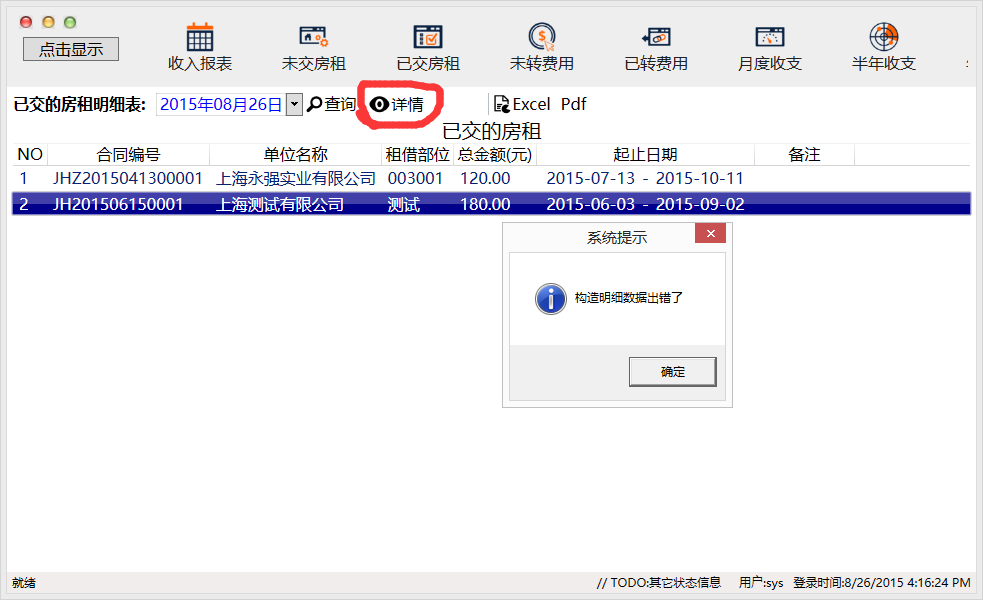 点击显示 收入报表 未交房租 已交房租 未转费用 已转费用 月度收支 半年收支
已交的房租明细表: 2015年08月26日 查询 详情 Excel Pdf
已交的房租
NO 合同编号 单位名称 租借部位 总金额(元) 起止日期 备注
1 JHZ2015041300001 上海永强实业有限公司 003001 120.00 2015-07-13 - 2015-10-11
2 JH201506150001 上海测试有限公司 测试 180.00 2015-06-03 - 2015-09-02
系统提示
构造明细数据出错了
确定
就绪 // TODO:其它状态信息 用户:sys 登录时间:8/26/2015 4:16:24 PM